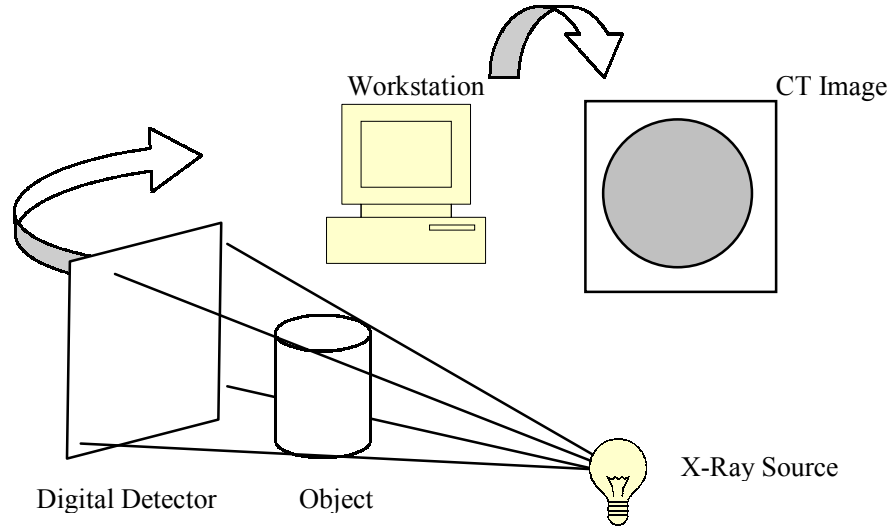 Workstation
CT Image
X-Ray Source
Digital Detector
Object